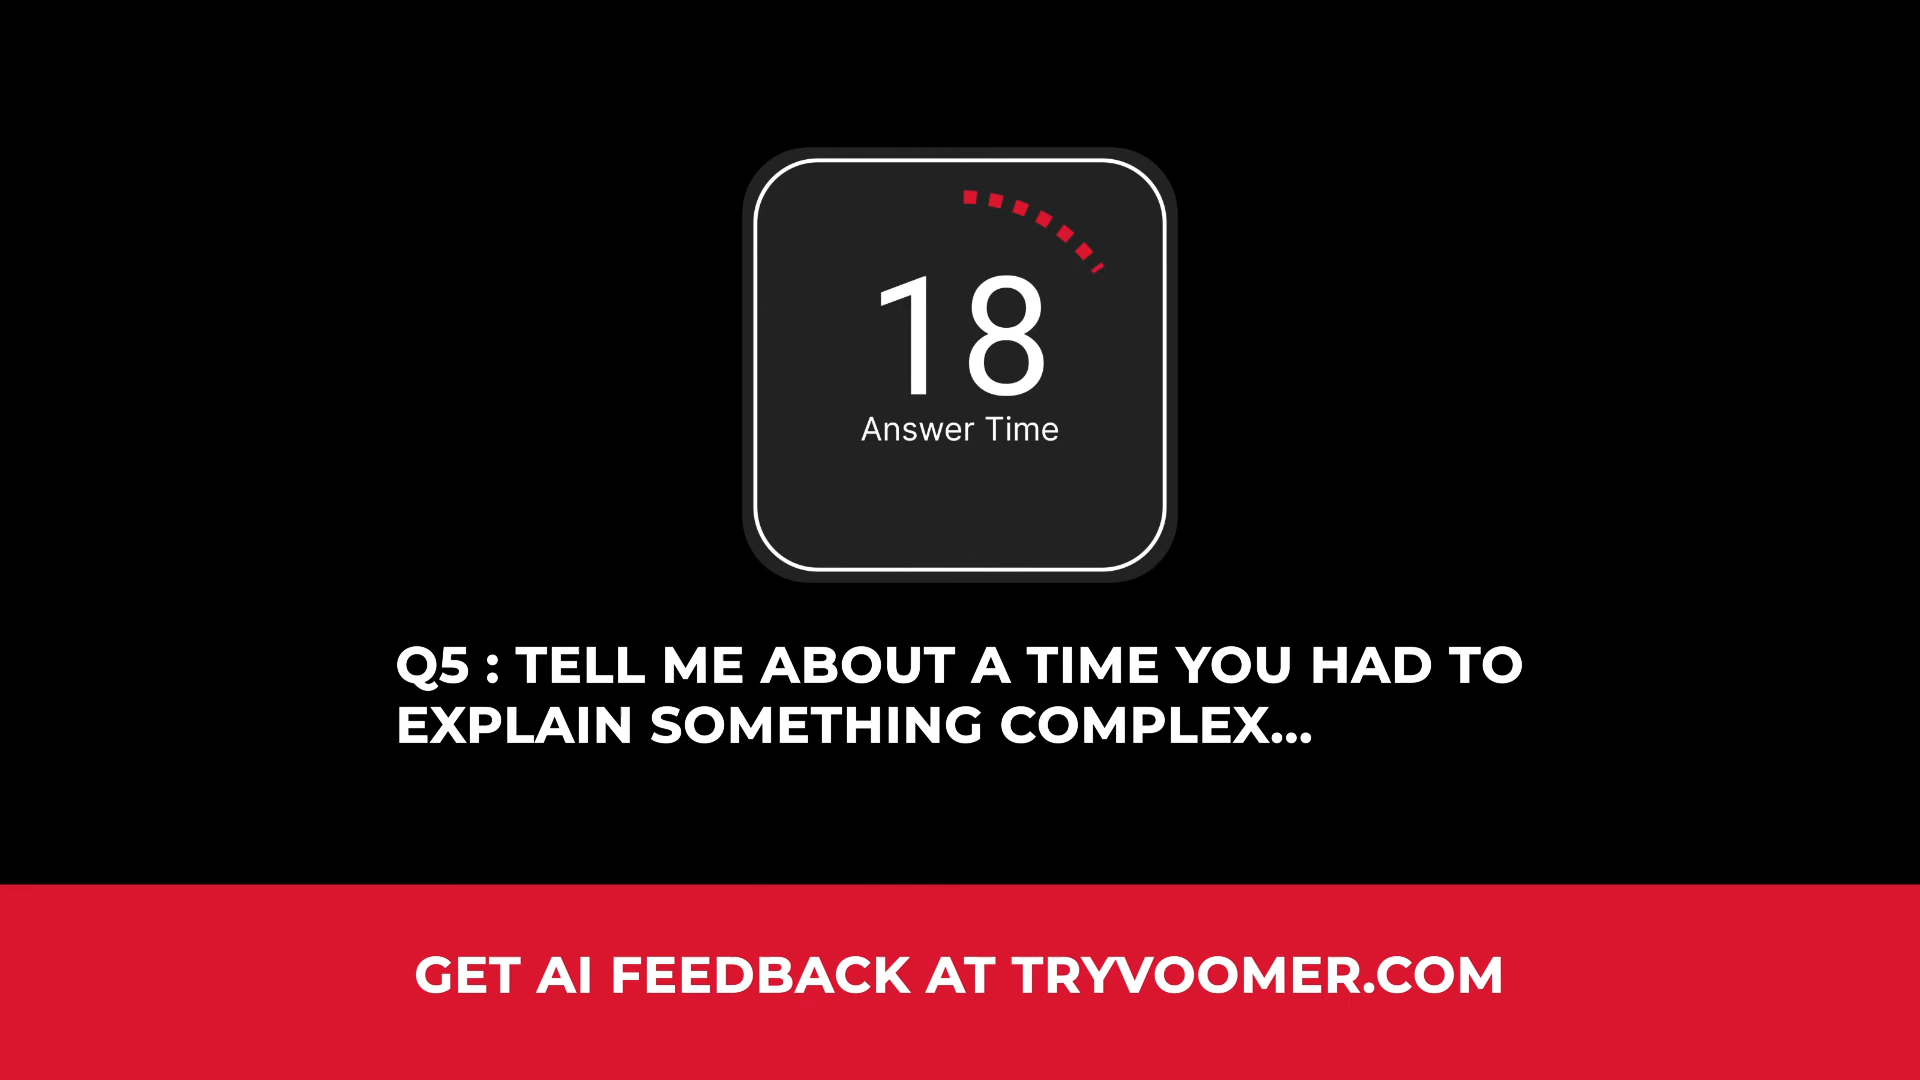 18
Answer Time
Q5 : TELL ME ABOUT A TIME YOU HAD TO
EXPLAIN SOMETHING COMPLEX...
GET AI FEEDBACK AT TRYVOOMER.COM